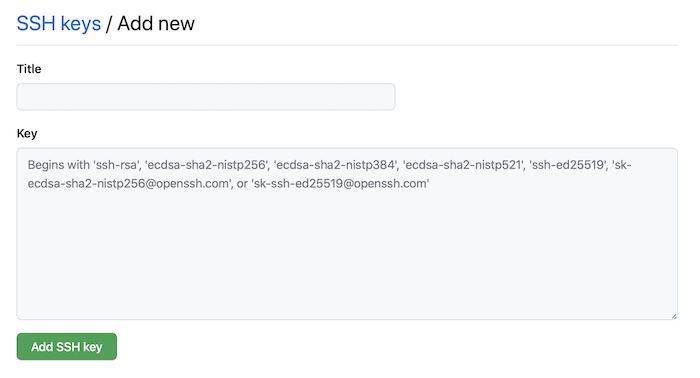 SSH keys / Add new
Title
Key
Begins with 'ssh-rsa', 'ecdsa-sha2-nistp256', 'ecdsa-sha2-nistp384', 'ecdsa-sha2-nistp521', 'ssh-ed25519', 'sk-
ecdsa-sha2-nistp256@openssh.com', or 'sk-ssh-ed25519@openssh.com'
Add SSH key